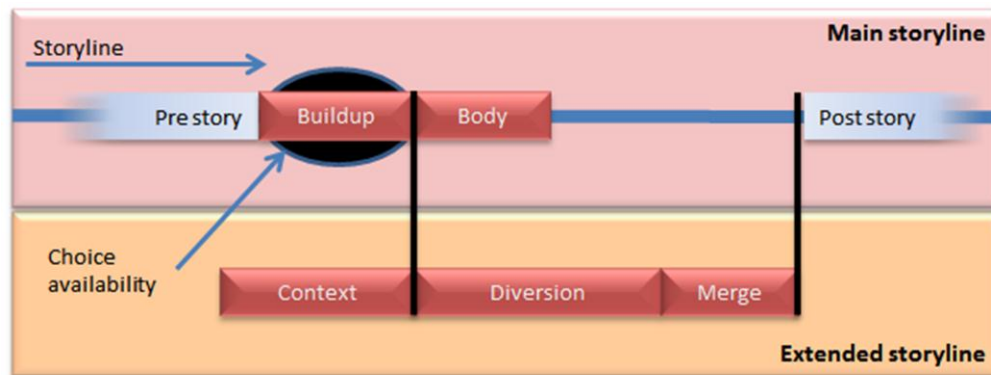 Main storyline
Storyline
Pre story
Buildup
Body
Post story
Choice
availability
Context
Diversion
Merge
Extended storyline